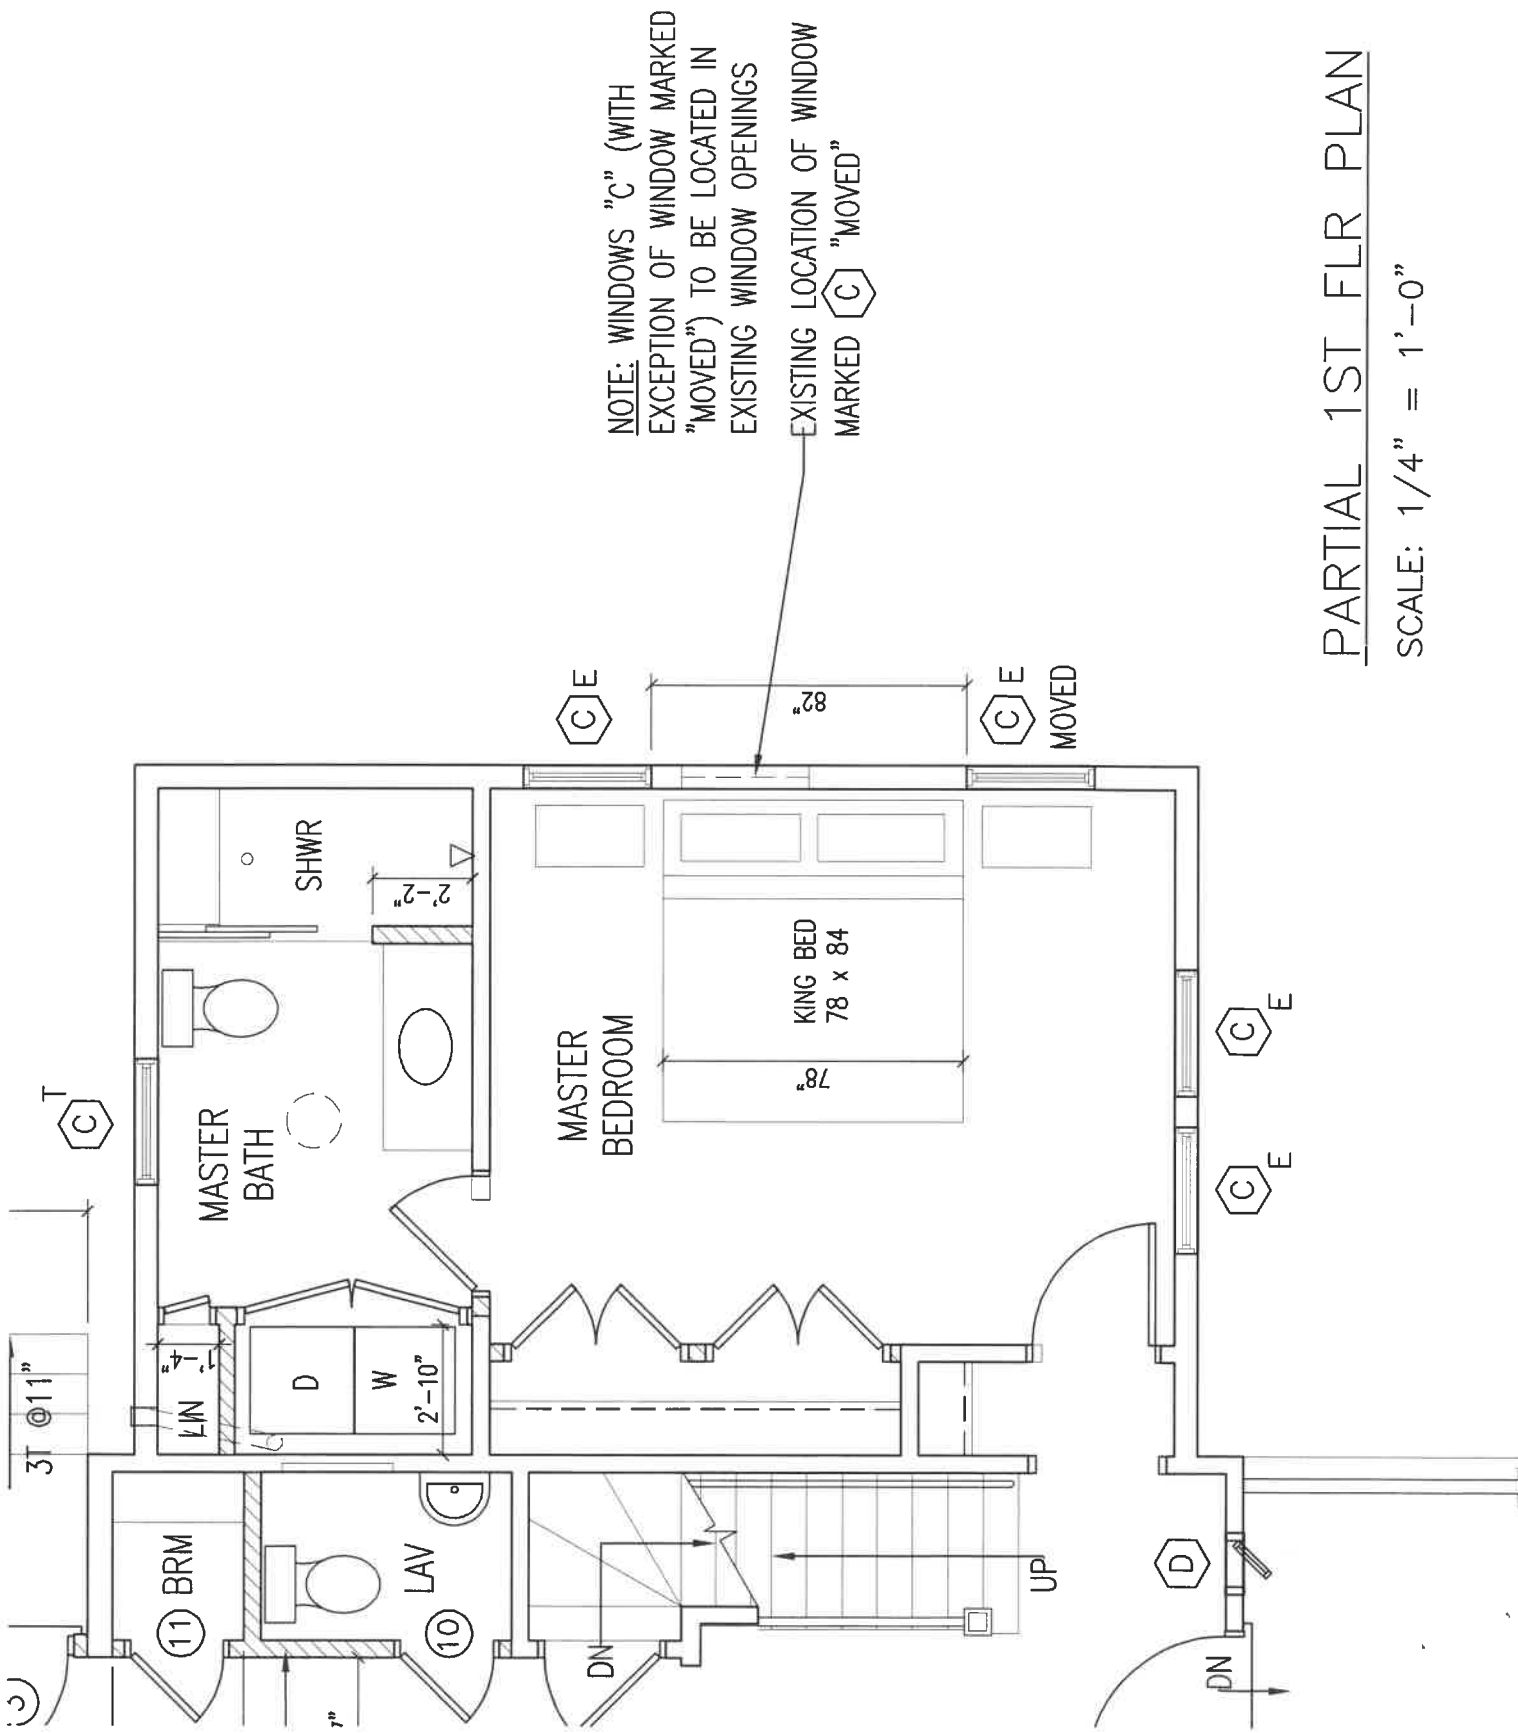 3T @11"
C T
C E
C E
MOVED
C E
C E
D
MASTER
BATH
SHWR
2'-2"
1'-4"
LIN
D
W
2'-10"
11 BRM
LAV
10
DN
UP
DN
MASTER
BEDROOM
KING BED
78 x 84
78"
82"
NOTE: WINDOWS "C" (WITH
EXCEPTION OF WINDOW MARKED
"MOVED") TO BE LOCATED IN
EXISTING WINDOW OPENINGS
EXISTING LOCATION OF WINDOW
MARKED C "MOVED"
PARTIAL 1ST FLR PLAN
SCALE: 1/4" = 1'-0"